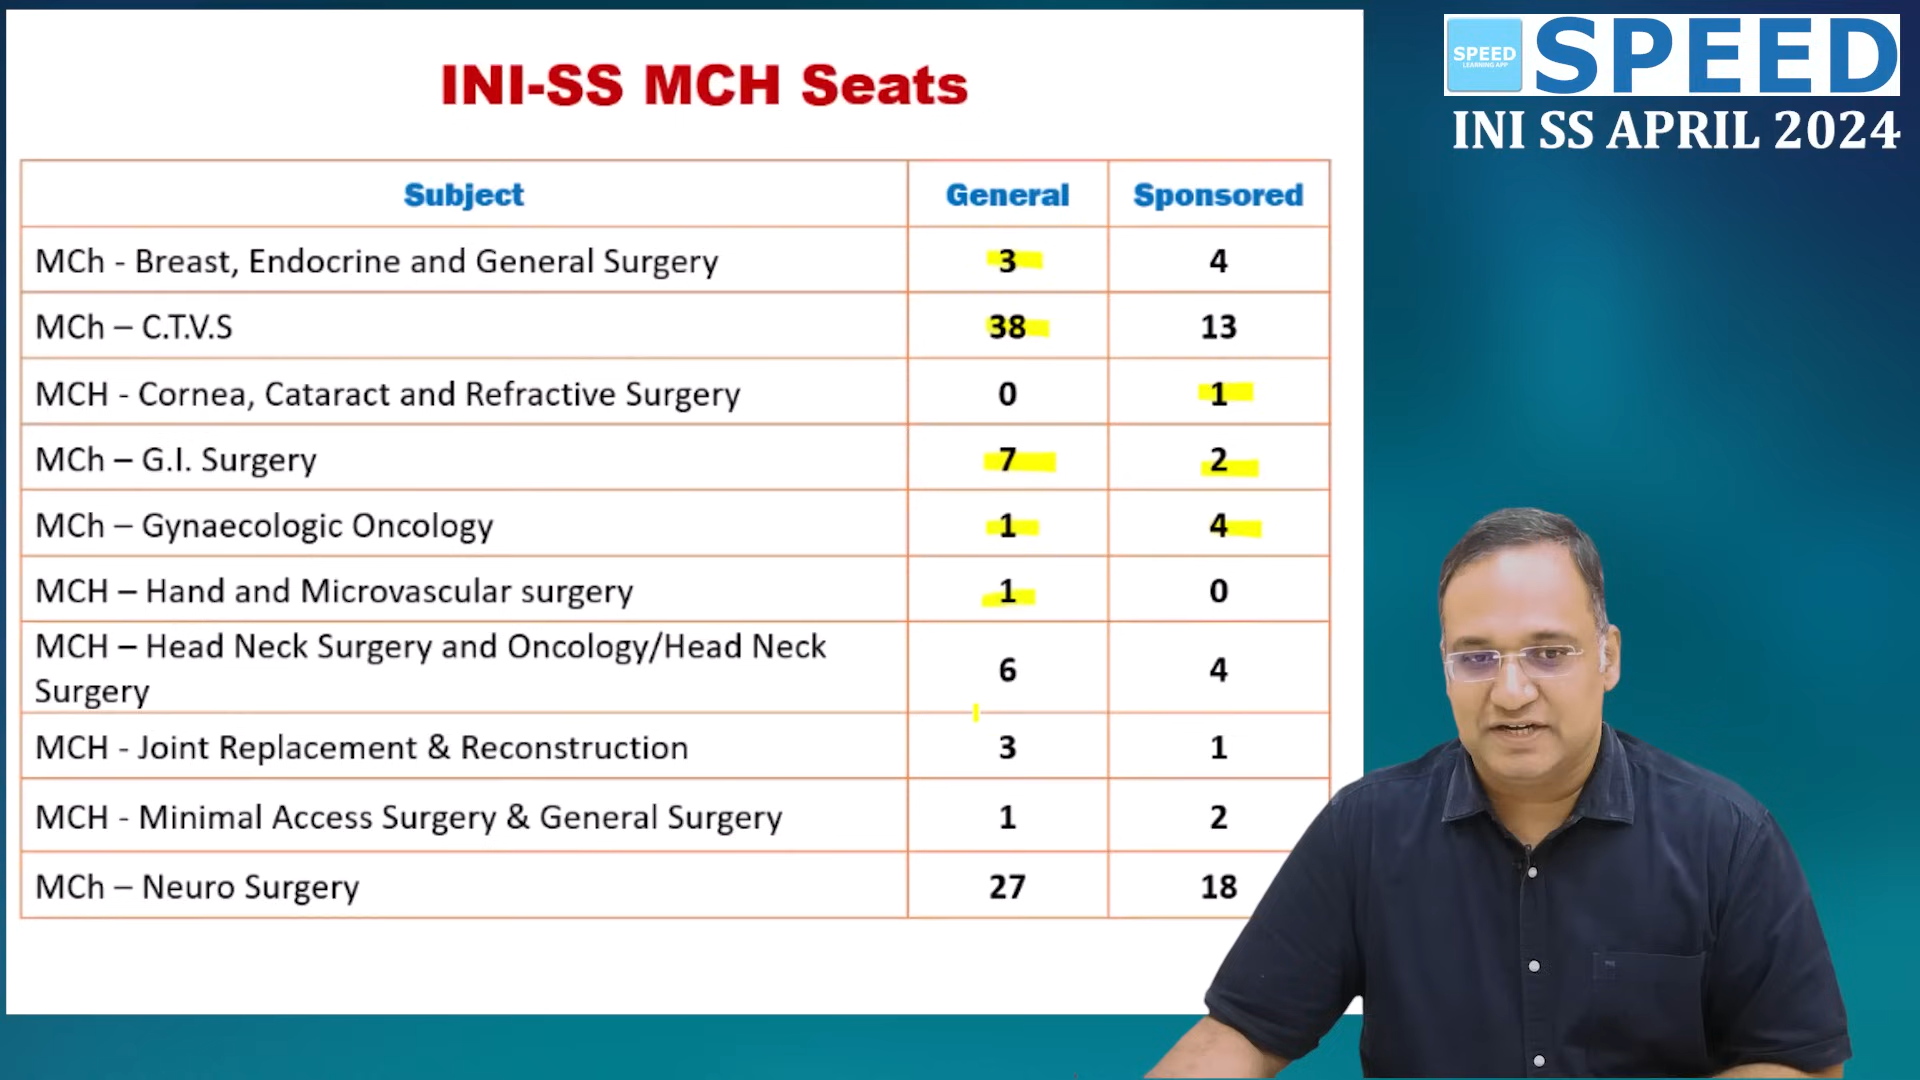 INI-SS MCH Seats
Subject General Sponsored
MCh - Breast, Endocrine and General Surgery 3 4
MCh – C.T.V.S 38 13
MCH - Cornea, Cataract and Refractive Surgery 0 1
MCh – G.I. Surgery 7 2
MCh – Gynaecologic Oncology 1 4
MCH – Hand and Microvascular surgery 1 0
MCH – Head Neck Surgery and Oncology/Head Neck
Surgery 6 4
MCH - Joint Replacement & Reconstruction 3 1
MCH - Minimal Access Surgery & General Surgery 1 2
MCh – Neuro Surgery 27 18
SPEED
LEARNING APP
SPEED
INI SS APRIL 2024